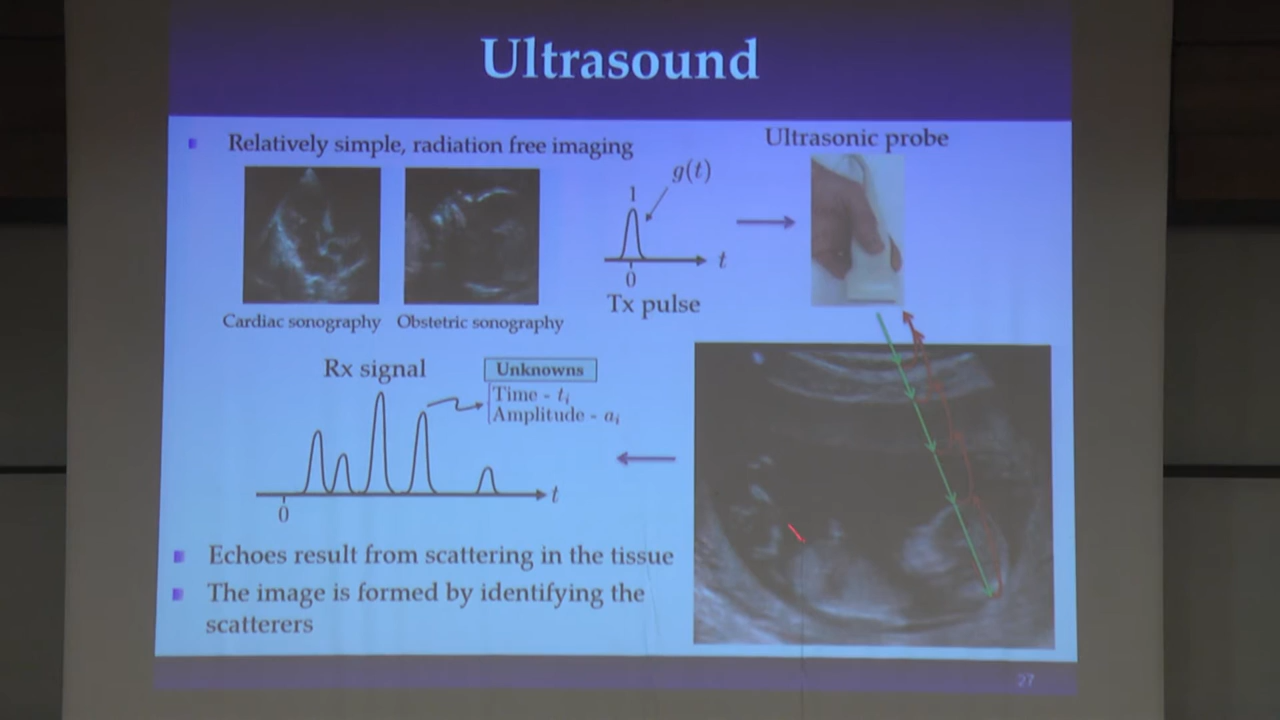 Ultrasound
Relatively simple, radiation free imaging
Ultrasonic probe
g(t)
1
t
0
Tx pulse
Cardiac sonography
Obstetric sonography
Rx signal
Unknowns
Time - tᵢ
Amplitude - aᵢ
t
0
Echoes result from scattering in the tissue
The image is formed by identifying the
scatterers
27